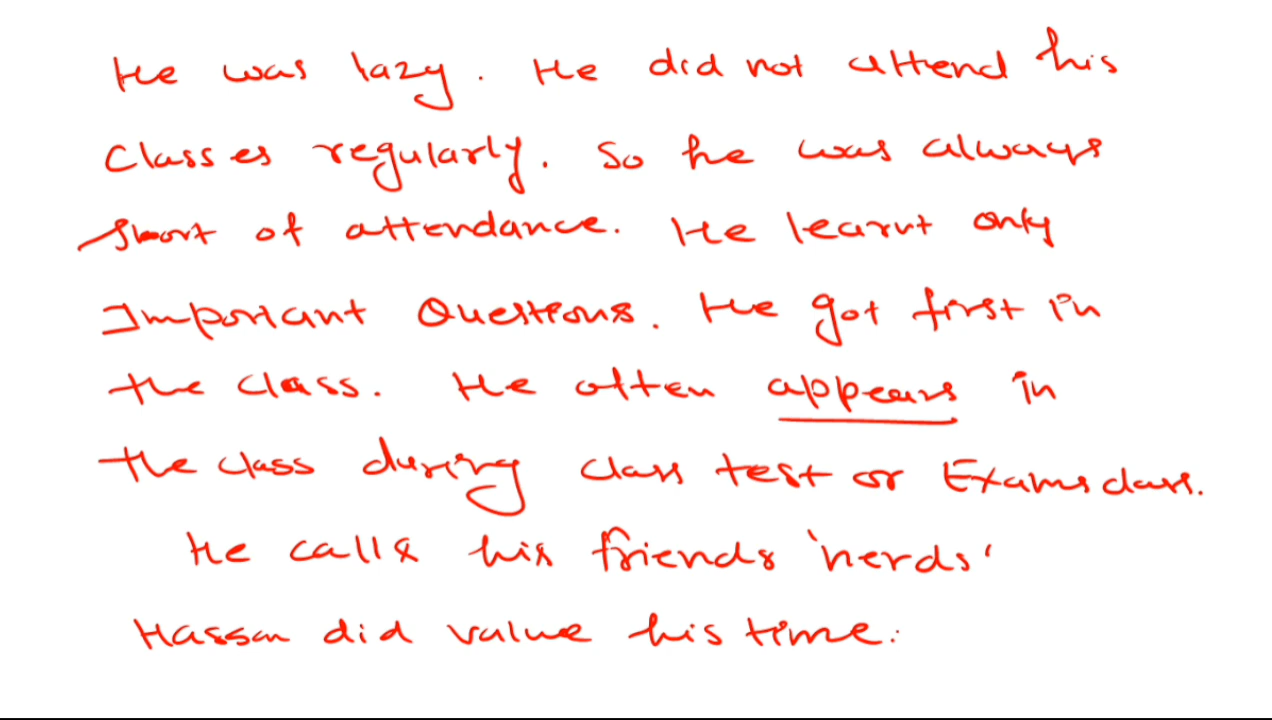 He was lazy. He did not attend his
Classes regularly. So he was always
short of attendance. He learnt only
Important Questions. He got first in
the class. He often appears in
the class during class test or Exams days.
He calls his friends 'nerds'
Hassan did value his time.